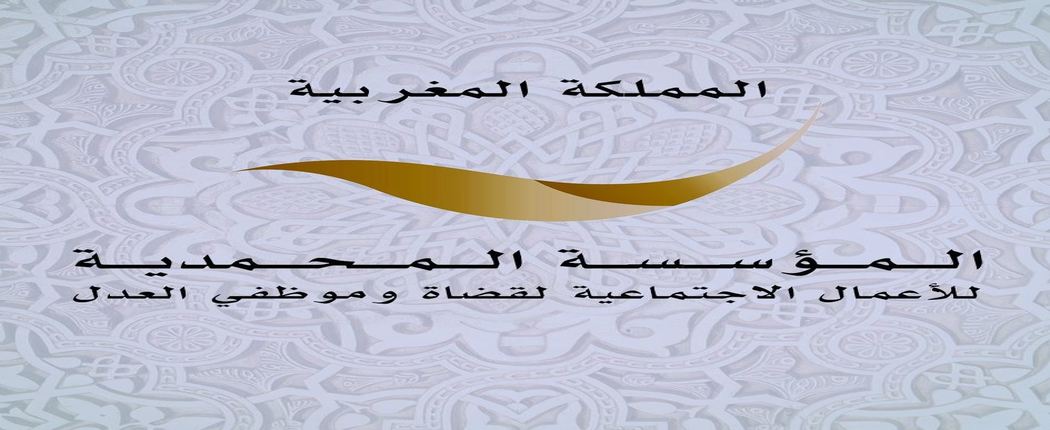 المملكة المغربية
المؤسسة المحمدية
للأعمال الاجتماعية لقضاة وموظفي العدل